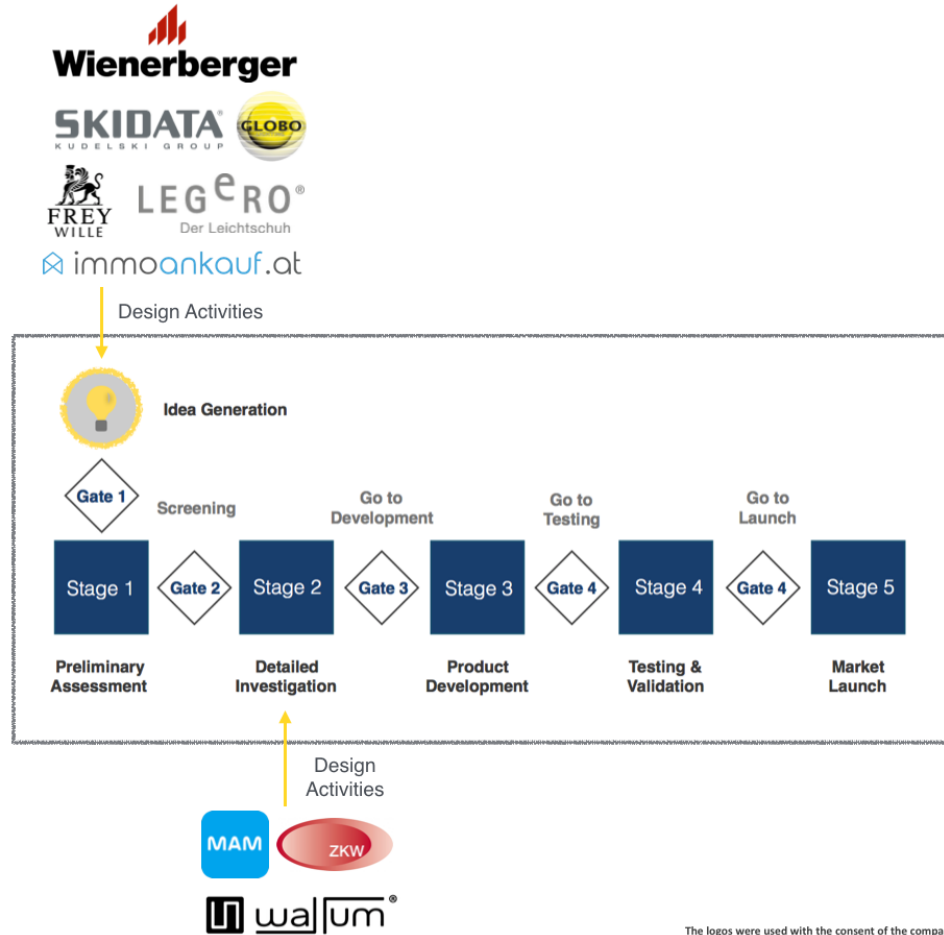 Wienerberger
SKIDATA®
KUDELSKI GROUP
GLOBO
FREY
WILLE
LEGeRO®
Der Leichtschuh
immoankauf.at
Design Activities
Idea Generation
Gate 1
Screening
Go to
Development
Go to
Testing
Go to
Launch
Stage 1
Gate 2
Stage 2
Gate 3
Stage 3
Gate 4
Stage 4
Gate 4
Stage 5
Preliminary
Assessment
Detailed
Investigation
Product
Development
Testing &
Validation
Market
Launch
Design
Activities
MAM
ZKW
wallum®
The logos were used with the consent of the compa